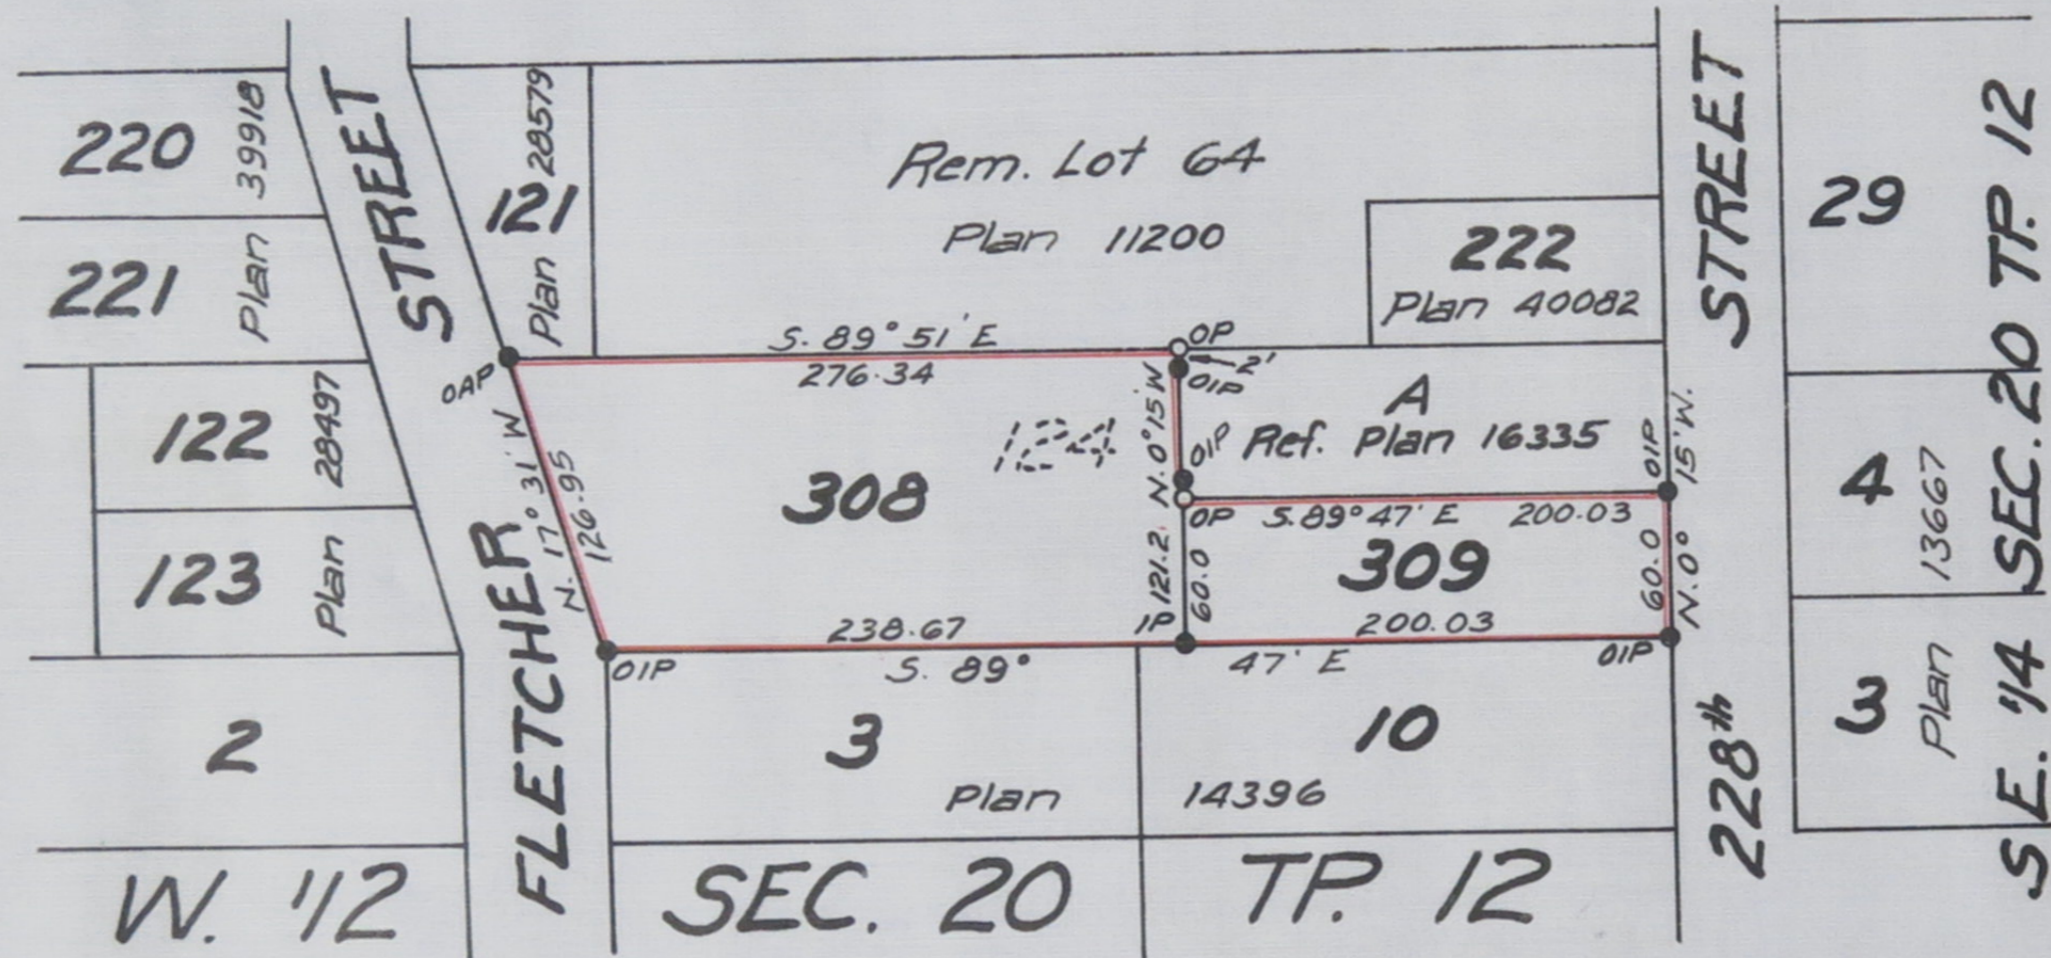 220
221
Plan 39918
STREET
121
Plan 28579
Rem. Lot 64
Plan 11200
222
Plan 40082
STREET
29
SEC. 20 TP. 12
S. 89° 51' E
276.34
OP
2'
OIP
OAP
122
123
Plan 28497
N. 17° 31' W
126.95
308
124
N. 0° 15' W
121.2
OIP
A
Ref. Plan 16335
OIP
N. 0° 15' W.
OP
S. 89° 47' E 200.03
309
60.0
60.0
4
3
Plan 13667
238.67
IP
200.03
OIP
S. 89° 47' E
OIP
2
FLETCHER
3
10
Plan 14396
228th
S.E. 1/4
W. 1/2
SEC. 20
TP. 12